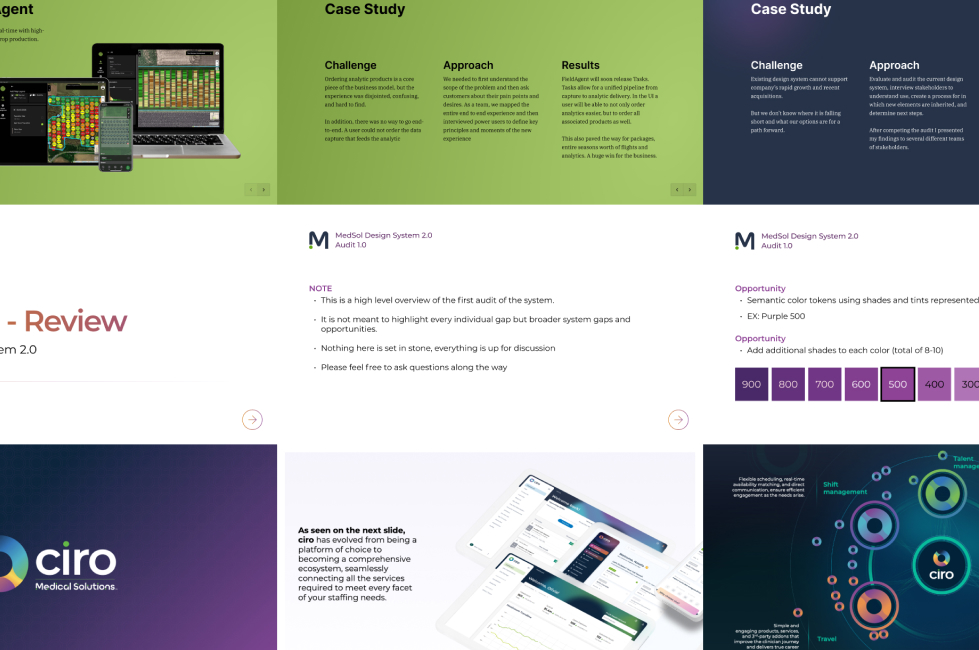 gent
al-time with high
rop production.
Case Study
Challenge
Ordering analytic products is a core
piece of the business model, but the
experience was disjointed, confusing,
and hard to find.
In addition, there was no way to go end-
to-end. A user could not order the data
capture that feeds the analytic
Approach
We needed to first understand the
scope of the problem and then ask
customers about their pain points and
desires. As a team, we mapped the
entire end to end experience and then
interviewed power users to define key
principles and moments of the new
experience
Results
FieldAgent will soon release Tasks.
Tasks allow for a unified pipeline from
capture to analytic delivery. In the UI a
user will be able to not only order
analytics easier, but to order all
associated products as well.
This also paved the way for packages,
entire seasons worth of flights and
analytics. A huge win for the business.
Case Study
Challenge
Existing design system cannot support
company's rapid growth and recent
acquisitions.
But we don't know where it is falling
short and what our options are for a
path forward.
Approach
Evaluate and audit the current design
system, interview stakeholders to
understand use, create a process for in
which new elements are inherited, and
determine next steps.
After competing the audit I presented
my findings to several different teams
of stakeholders.
- Review
em 2.0
M MedSol Design System 2.0
Audit 1.0
NOTE
- This is a high level overview of the first audit of the system.
- It is not meant to highlight every individual gap but broader system gaps and
opportunities.
- Nothing here is set in stone, everything is up for discussion
- Please feel free to ask questions along the way
M MedSol Design System 2.0
Audit 1.0
Opportunity
- Semantic color tokens using shades and tints represented
- EX: Purple 500
Opportunity
- Add additional shades to each color (total of 8-10)
900 800 700 600 500 400 300
ciro
Medical Solutions.
As seen on the next slide,
ciro has evolved from being a
platform of choice to
becoming a comprehensive
ecosystem, seamlessly
connecting all the services
required to meet every facet
of your staffing needs.
Flexible scheduling, real-time
availability matching, and direct
communication, ensure efficient
engagement as the needs arise.
Shift
management
Talent
manage
ciro
Simple and
engaging products, services,
and 3rd-party addons that
improve the clinician journey
and delivers true career
Travel